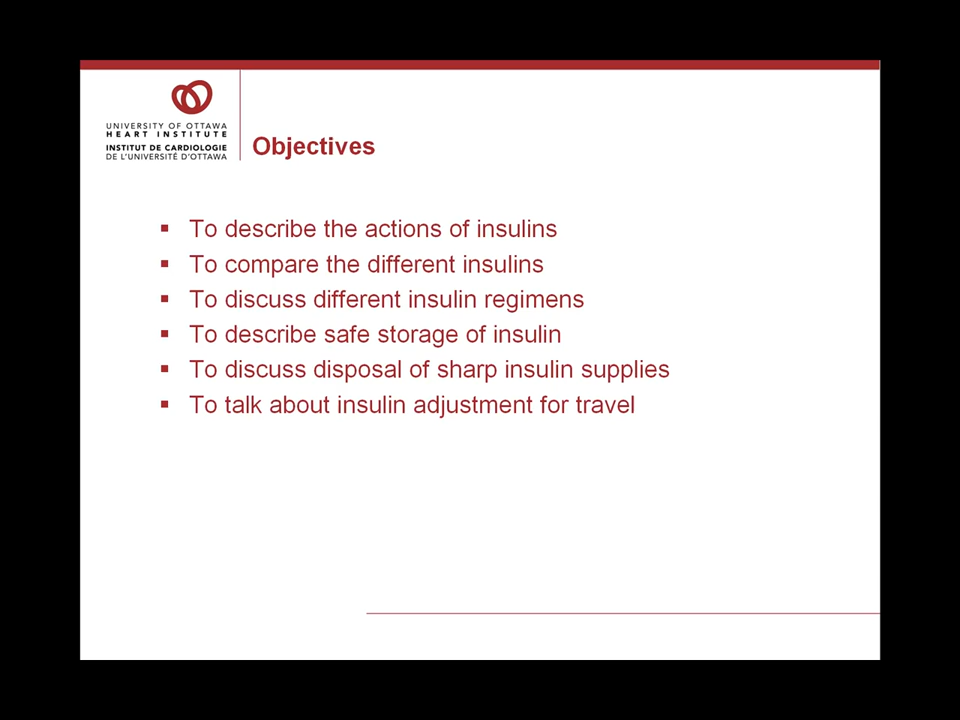 UNIVERSITY OF OTTAWA
HEART INSTITUTE
INSTITUT DE CARDIOLOGIE
DE L'UNIVERSITÉ D'OTTAWA
Objectives
▪ To describe the actions of insulins
▪ To compare the different insulins
▪ To discuss different insulin regimens
▪ To describe safe storage of insulin
▪ To discuss disposal of sharp insulin supplies
▪ To talk about insulin adjustment for travel